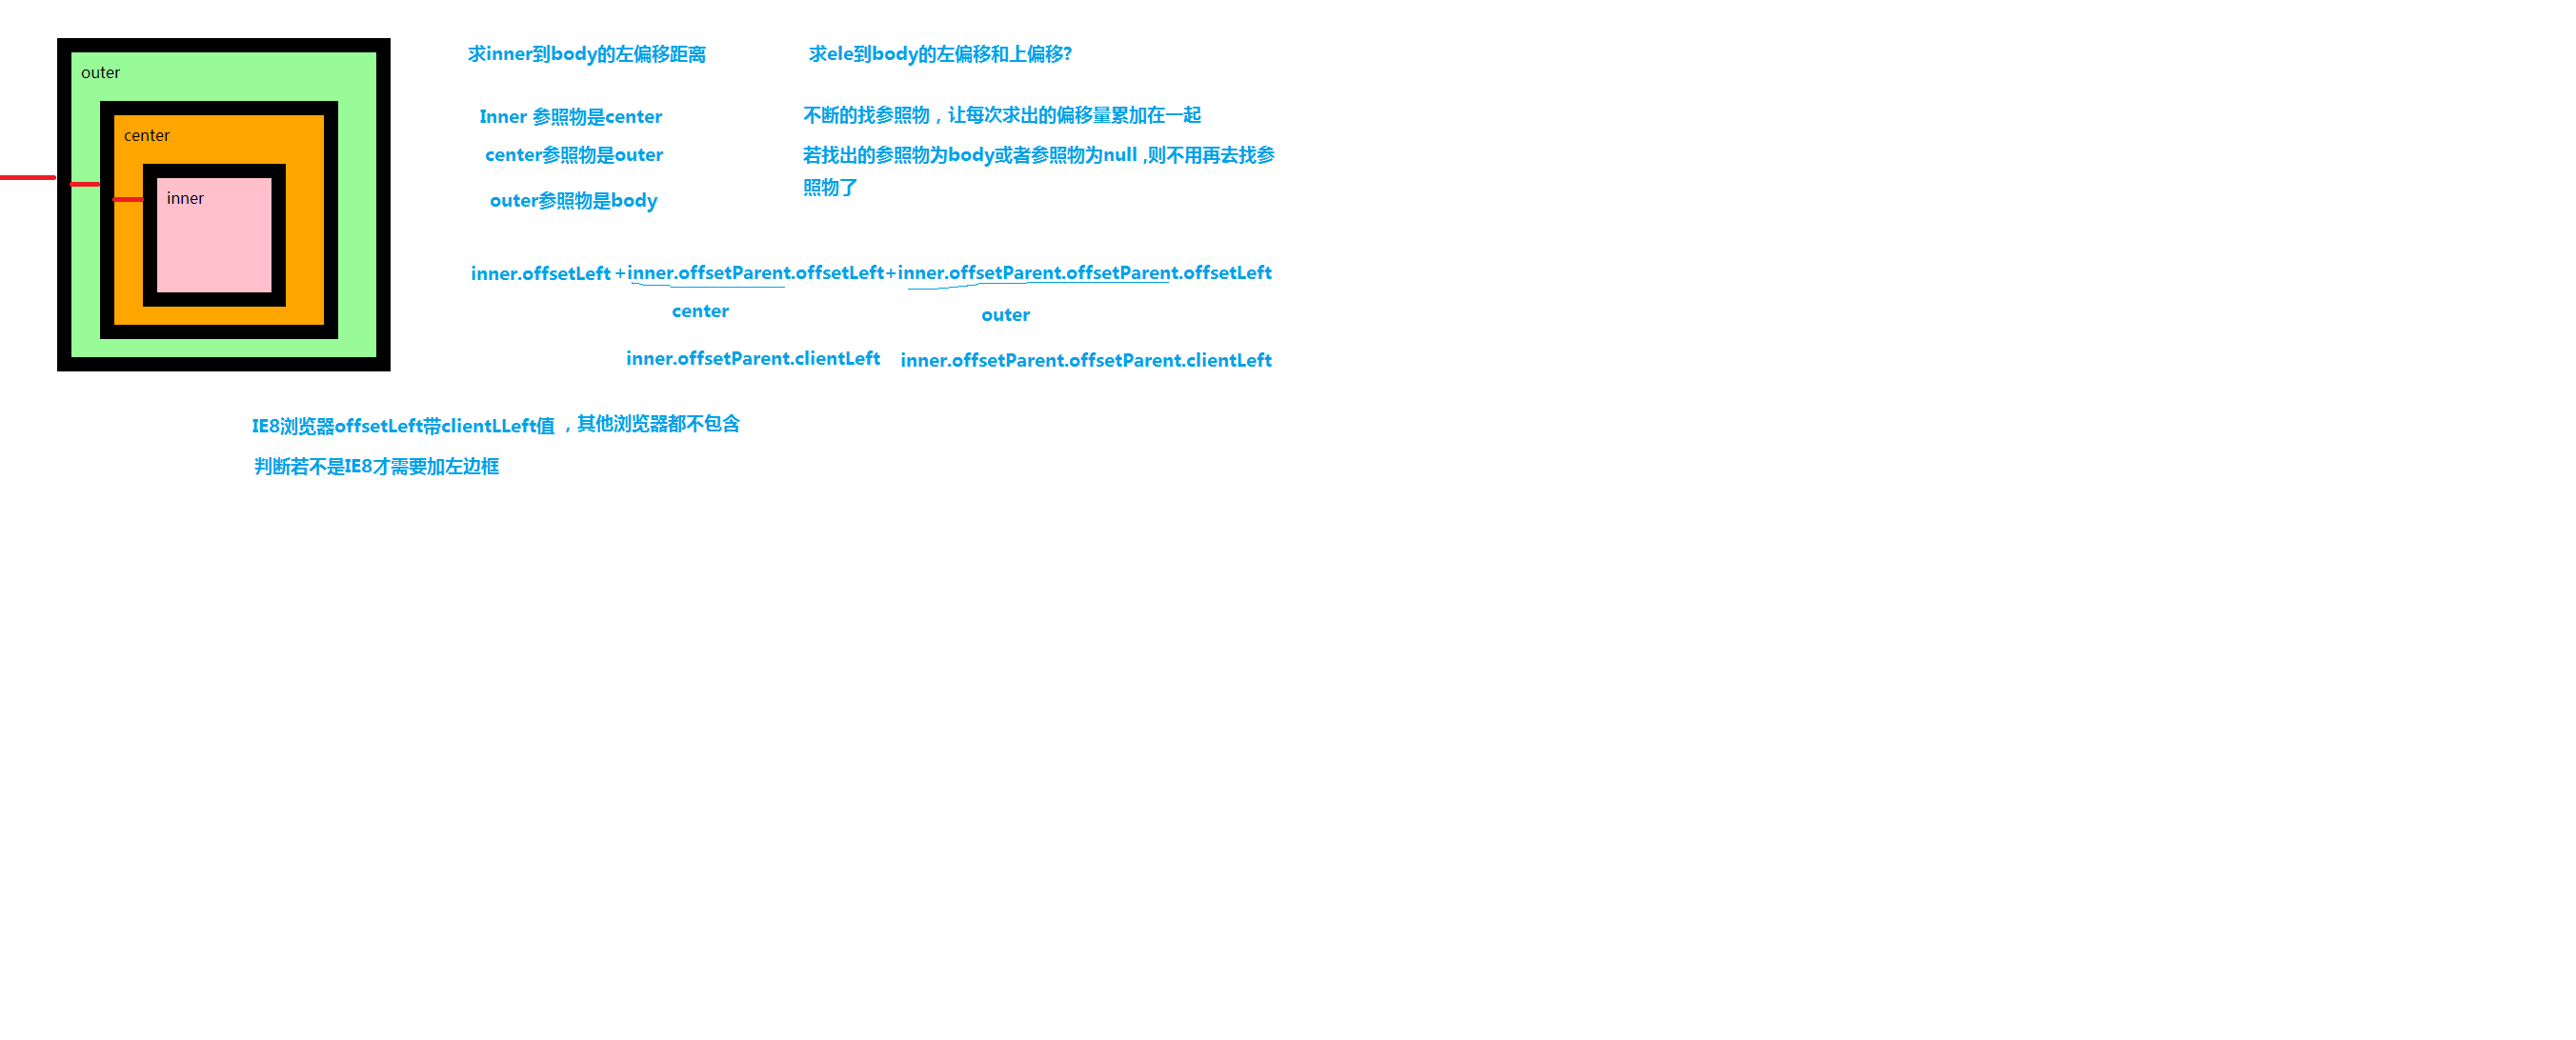 outer
center
inner
求inner到body的左偏移距离
Inner 参照物是center
center参照物是outer
outer参照物是body
求ele到body的左偏移和上偏移?
不断的找参照物，让每次求出的偏移量累加在一起
若找出的参照物为body或者参照物为null ,则不用再去找参
照物了
inner.offsetLeft +inner.offsetParent.offsetLeft+inner.offsetParent.offsetParent.offsetLeft
center
outer
inner.offsetParent.clientLeft
inner.offsetParent.offsetParent.clientLeft
IE8浏览器offsetLeft带clientLLeft值 ，其他浏览器都不包含
判断若不是IE8才需要加左边框